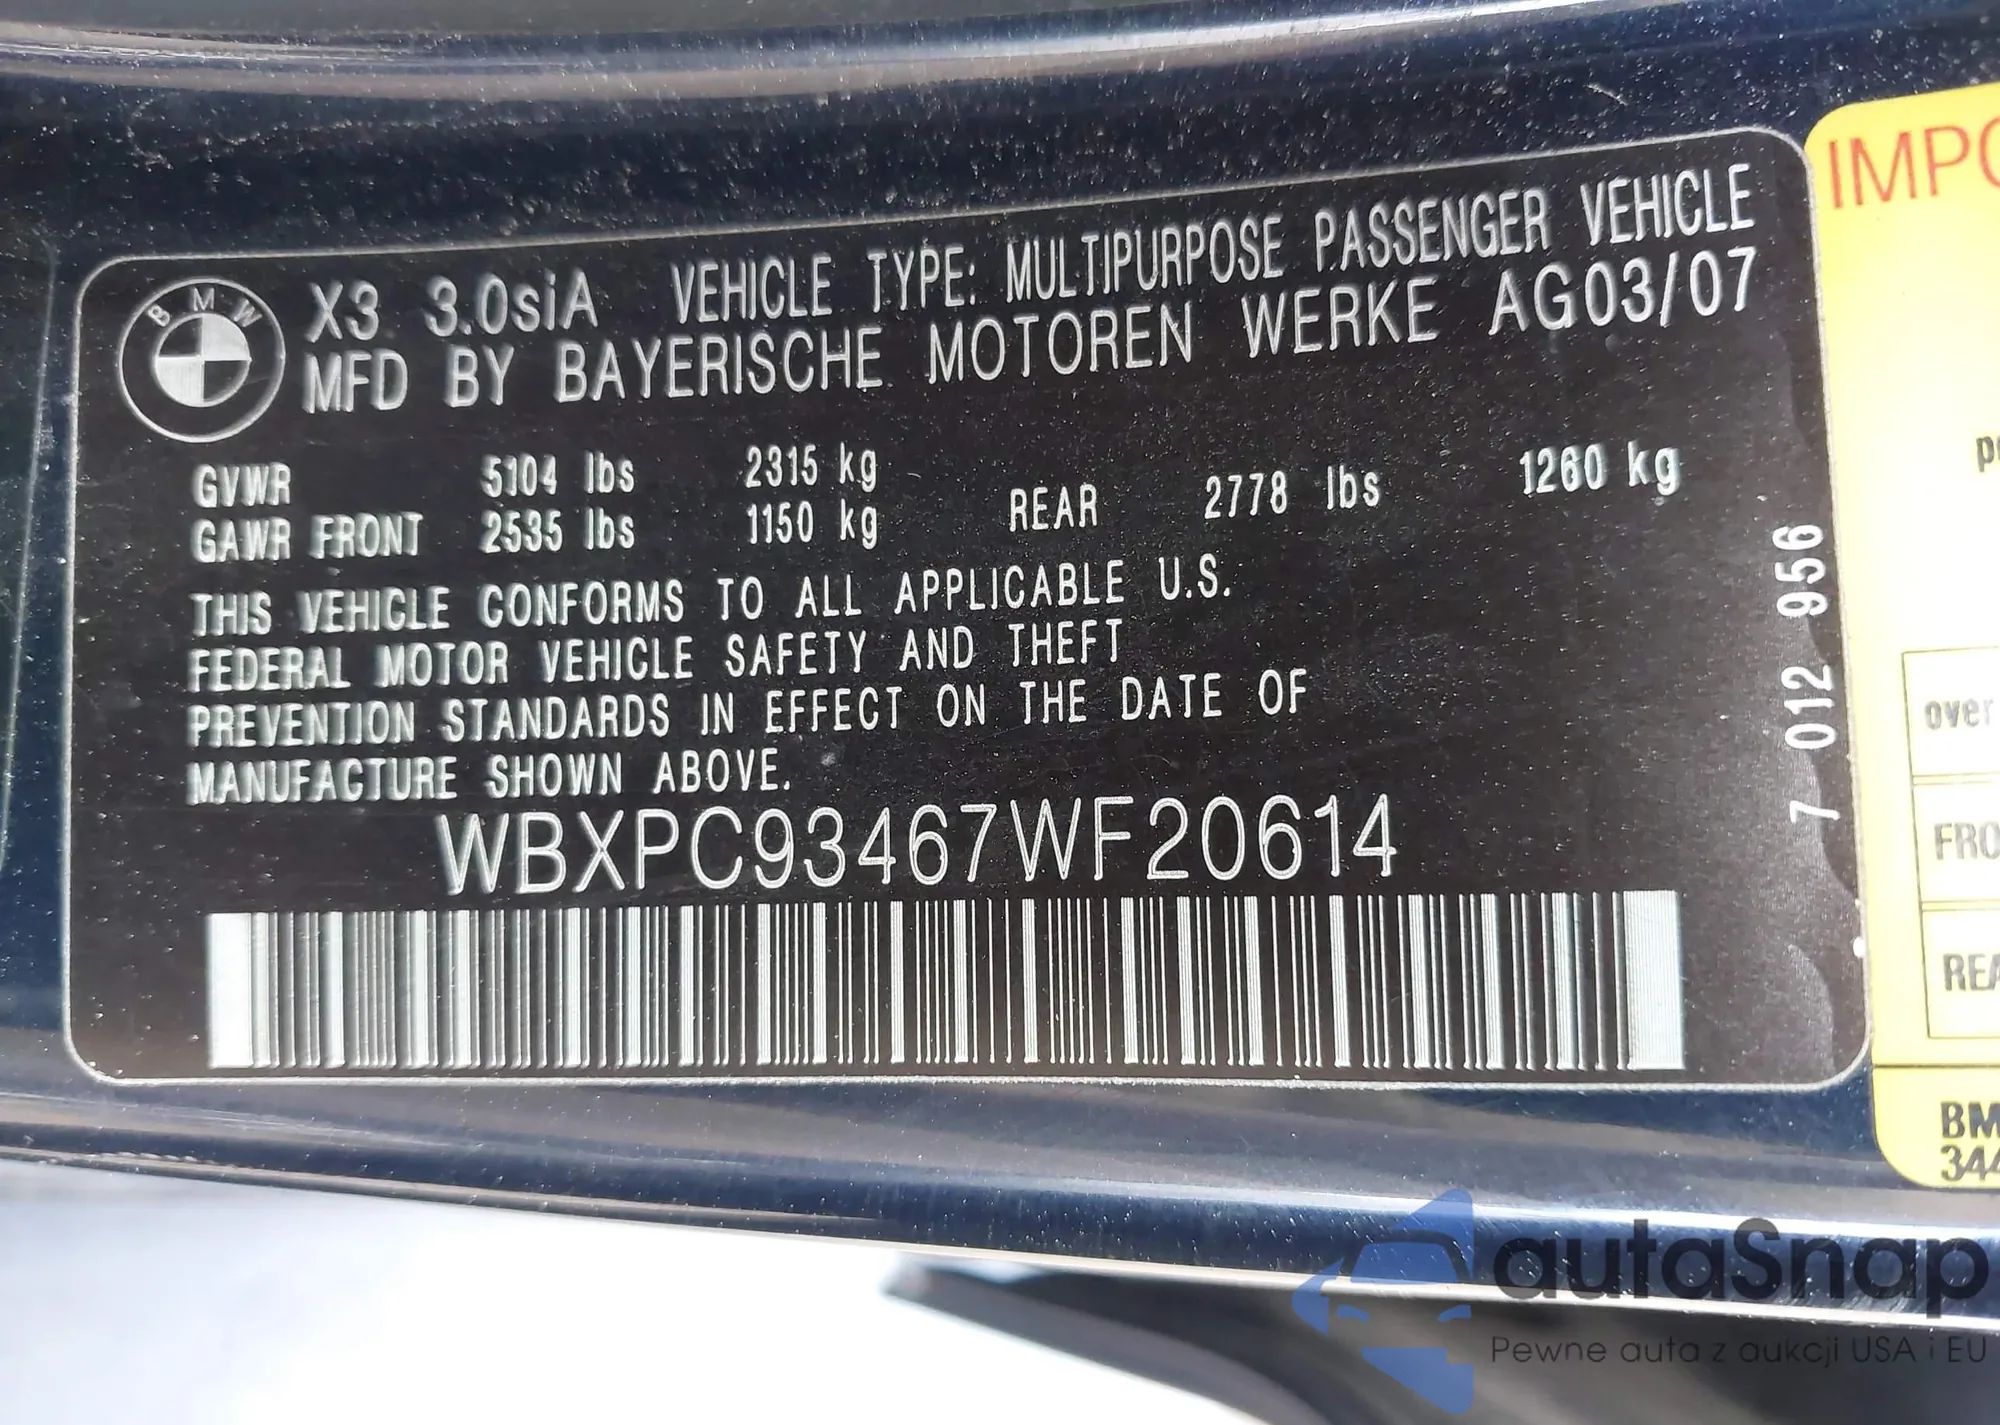 BMW
X3 3.0siA VEHICLE TYPE: MULTIPURPOSE PASSENGER VEHICLE
MFD BY BAYERISCHE MOTOREN WERKE AG03/07
GVWR 5104 lbs 2315 kg
GAWR FRONT 2535 lbs 1150 kg REAR 2778 lbs 1260 kg
THIS VEHICLE CONFORMS TO ALL APPLICABLE U.S.
FEDERAL MOTOR VEHICLE SAFETY AND THEFT
PREVENTION STANDARDS IN EFFECT ON THE DATE OF
MANUFACTURE SHOWN ABOVE.
WBXPC93467WF20614
7 012 956
over
BM
344
autaSnap
Pewne auta z aukcji USA i EU